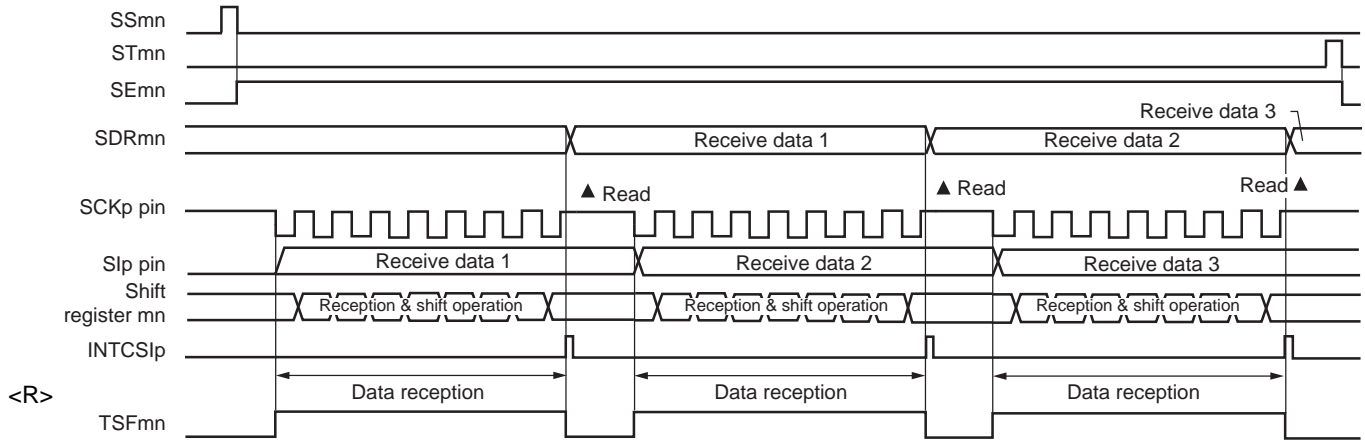 SSmn
STmn
SEmn
Receive data 3
SDRmn
Receive data 1
Receive data 2
▲ Read
▲ Read
Read ▲
SCKp pin
SIp pin
Receive data 1
Receive data 2
Receive data 3
Shift
register mn
Reception & shift operation
Reception & shift operation
Reception & shift operation
INTCSIp
<R>
Data reception
Data reception
Data reception
TSFmn